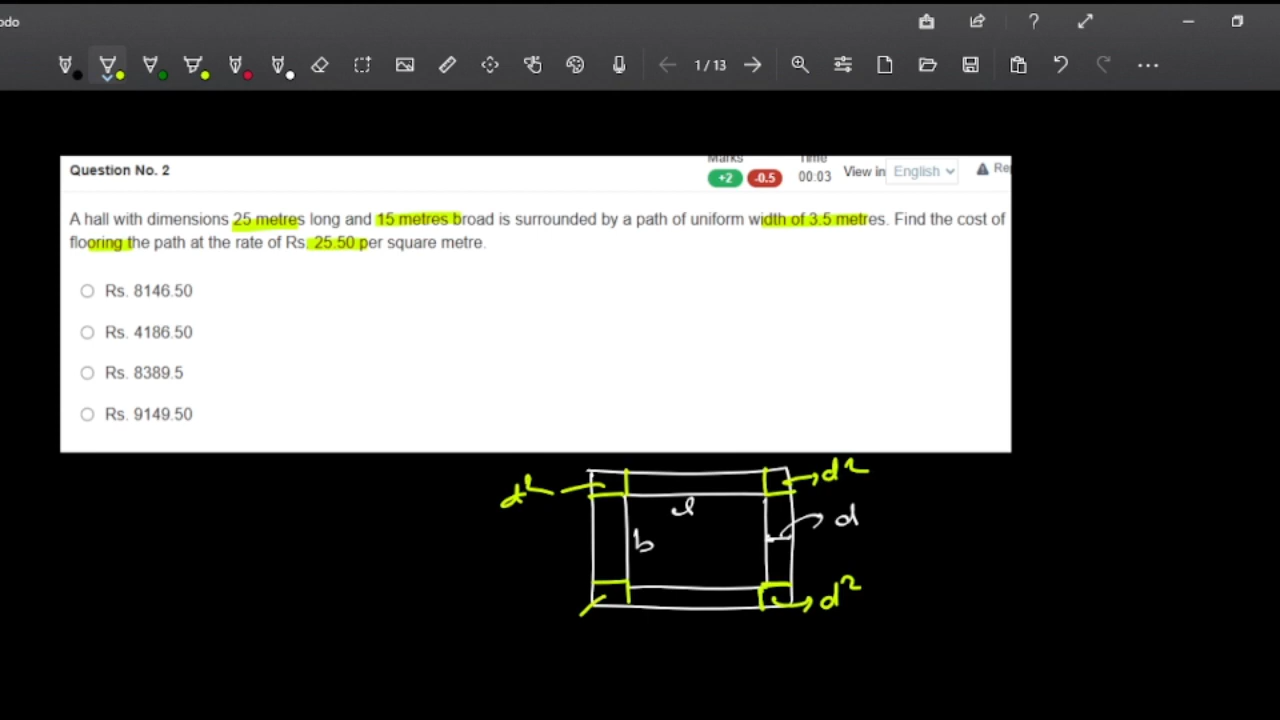 odo
?
1 / 13
Question No. 2
Marks
Time
+2
-0.5
00:03
View in
English
Re
A hall with dimensions 25 metres long and 15 metres broad is surrounded by a path of uniform width of 3.5 metres. Find the cost of
flooring the path at the rate of Rs. 25.50 per square metre.
Rs. 8146.50
Rs. 4186.50
Rs. 8389.5
Rs. 9149.50
d²
d²
l
b
d
d²